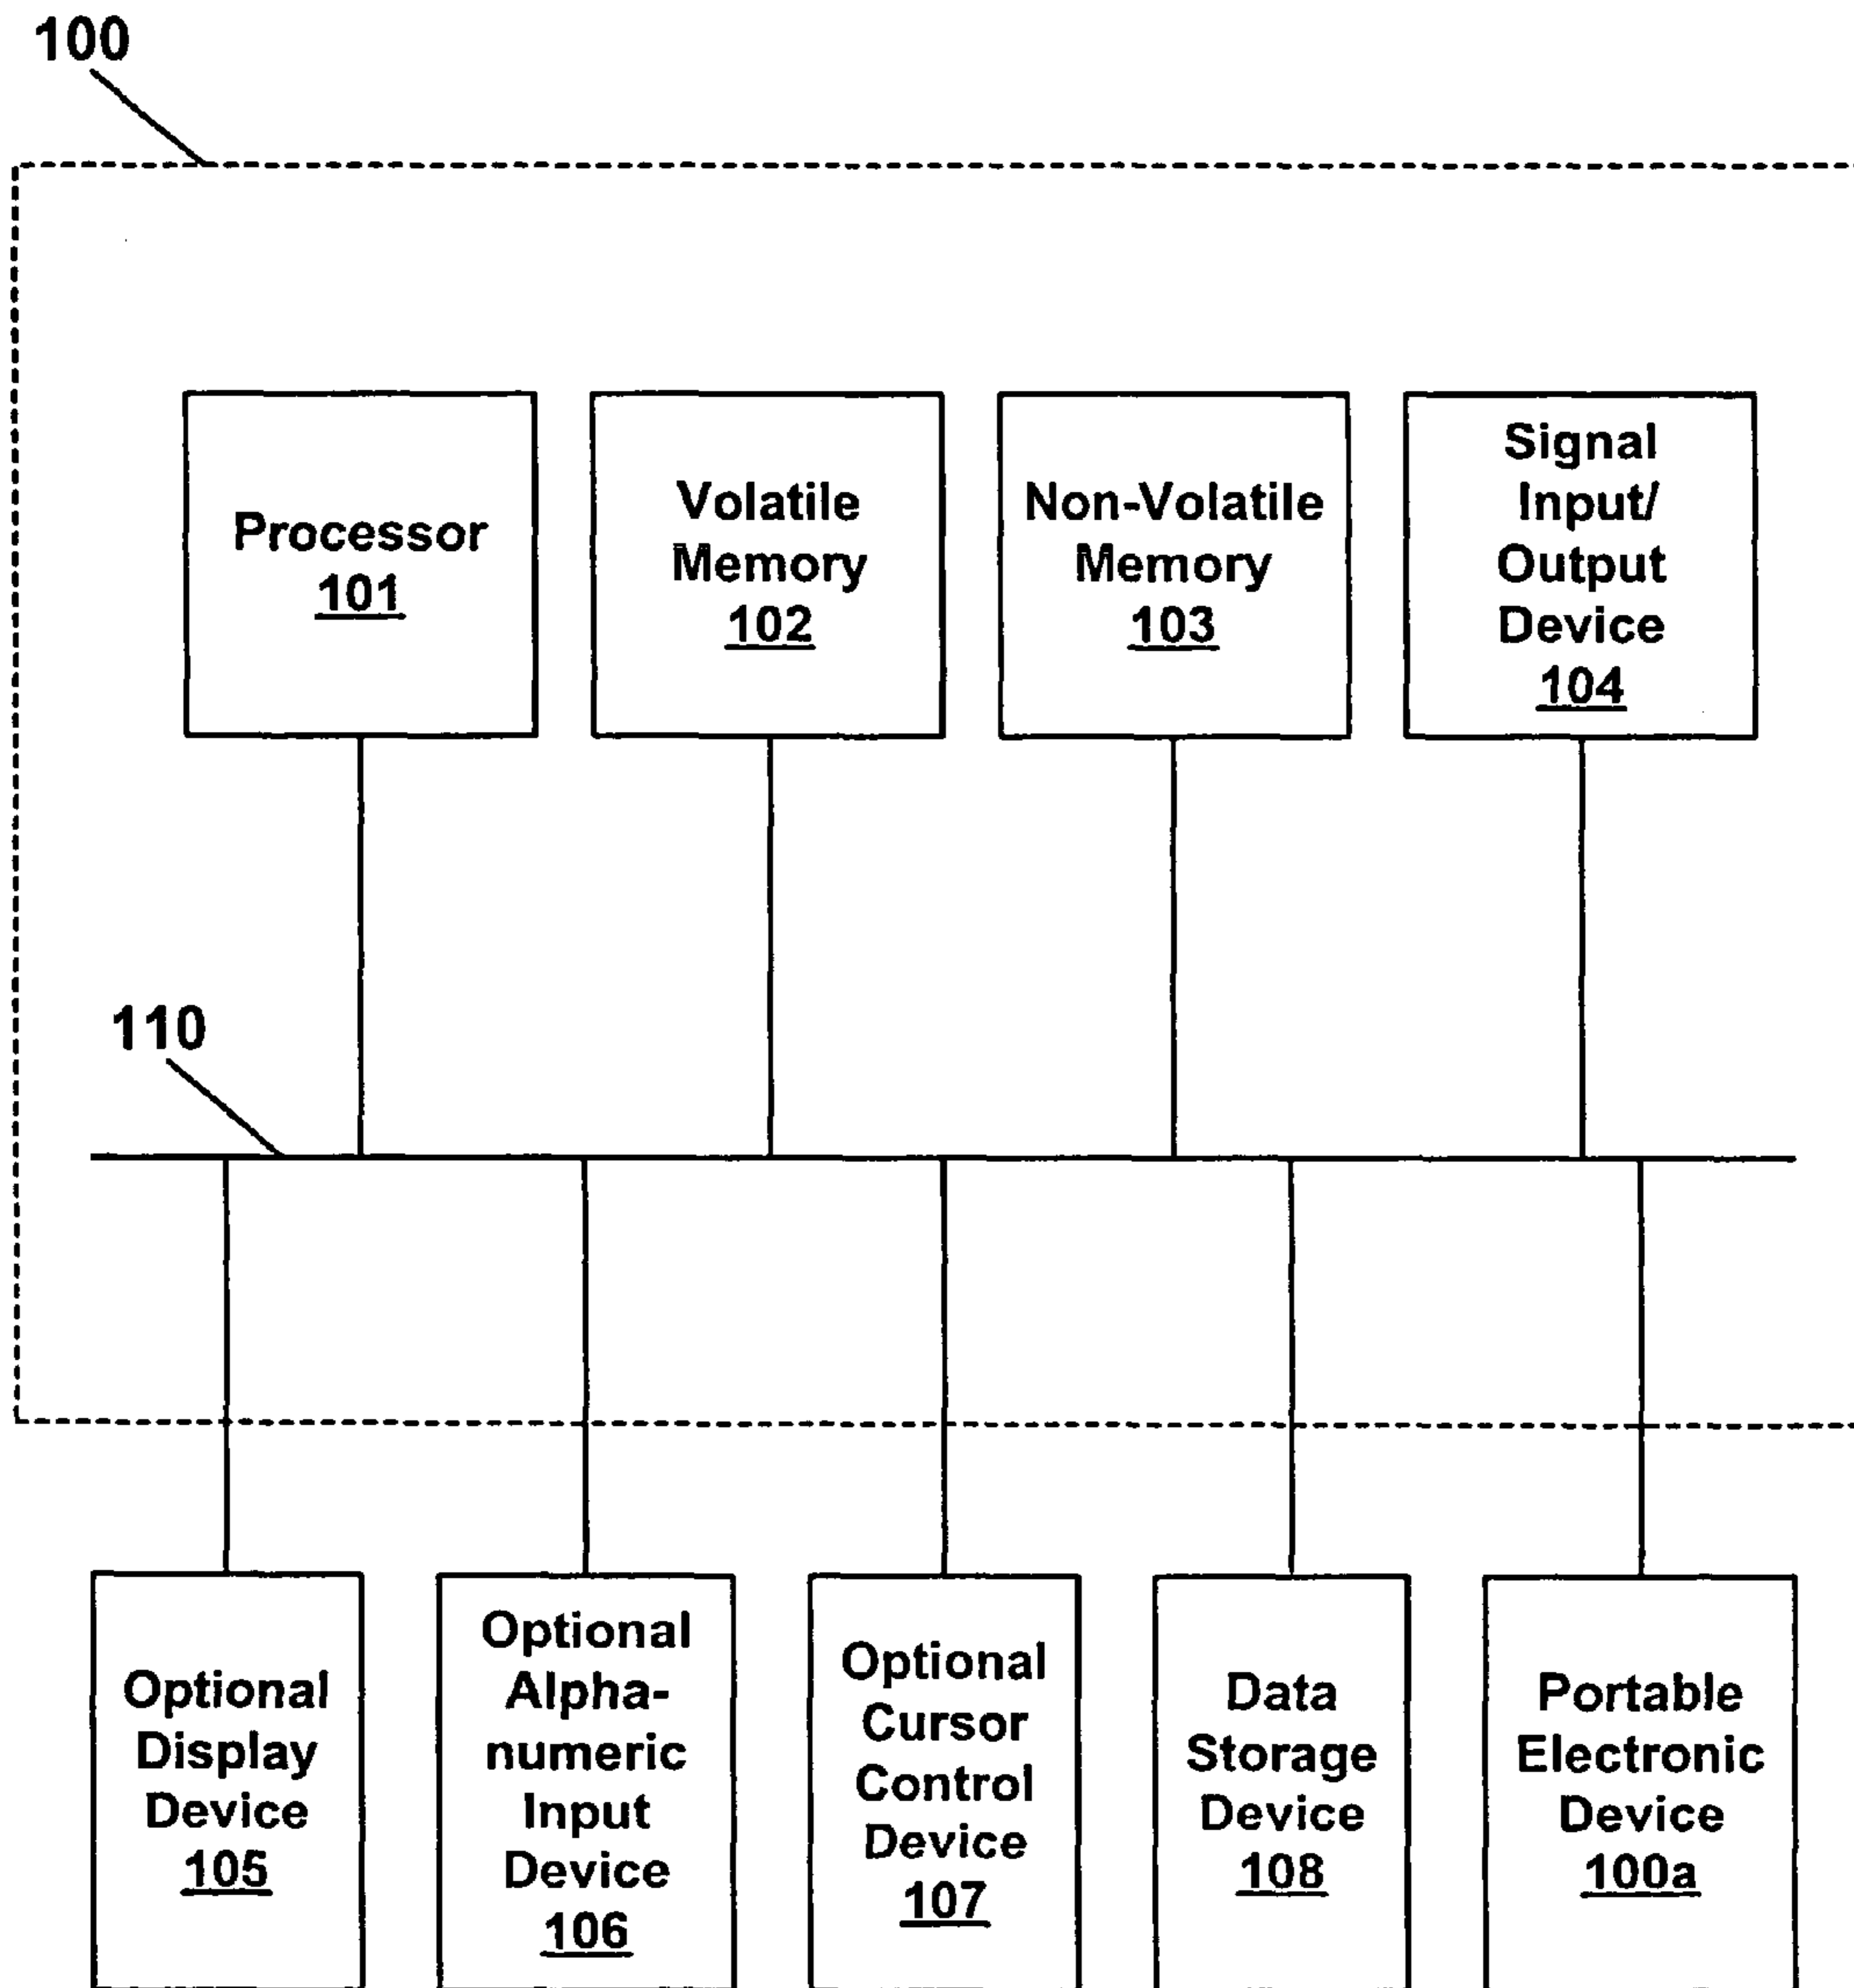 100
Processor
101
Volatile
Memory
102
Non-Volatile
Memory
103
Signal
Input/
Output
Device
104
110
Optional
Display
Device
105
Optional
Alpha-
numeric
Input
Device
106
Optional
Cursor
Control
Device
107
Data
Storage
Device
108
Portable
Electronic
Device
100a